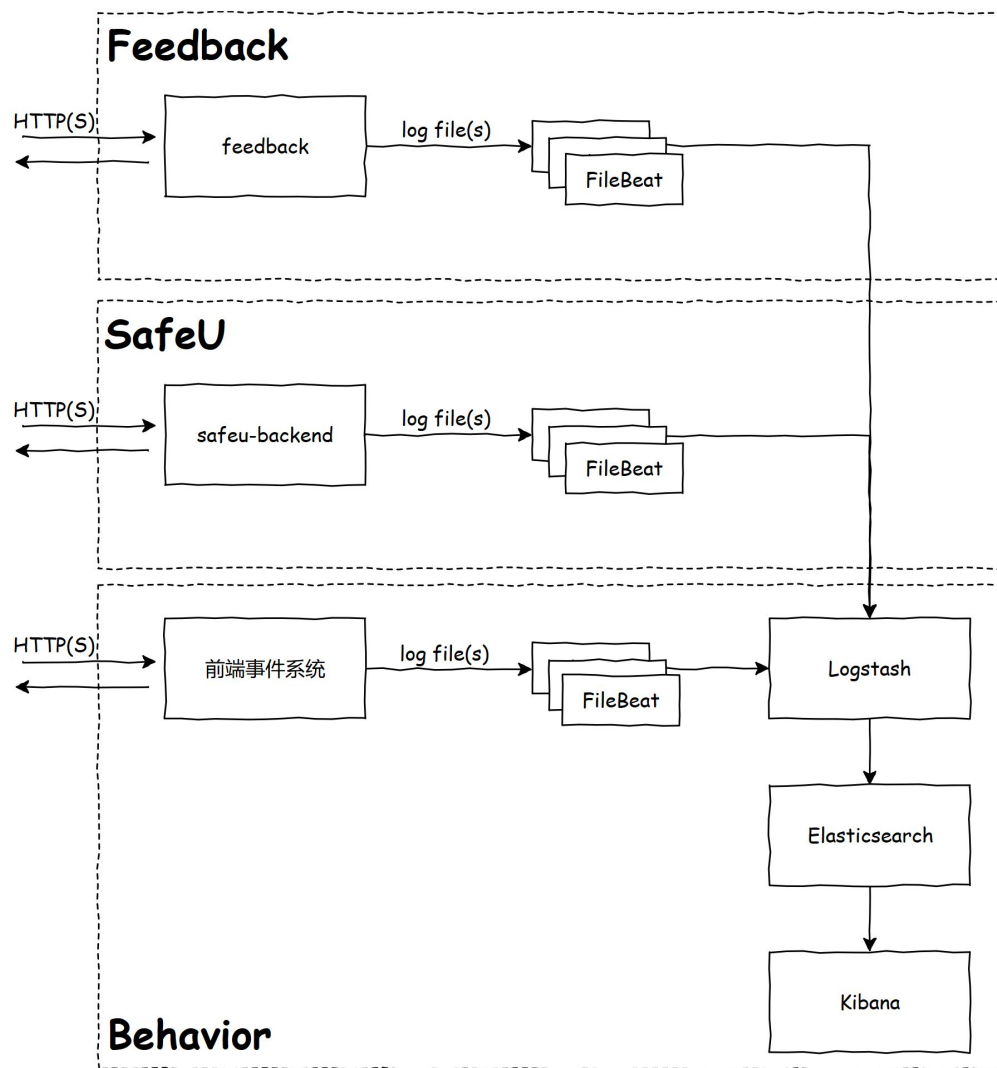 Feedback
HTTP(S)
feedback
log file(s)
FileBeat
SafeU
HTTP(S)
safeu-backend
log file(s)
FileBeat
HTTP(S)
前端事件系统
log file(s)
FileBeat
Logstash
Elasticsearch
Kibana
Behavior